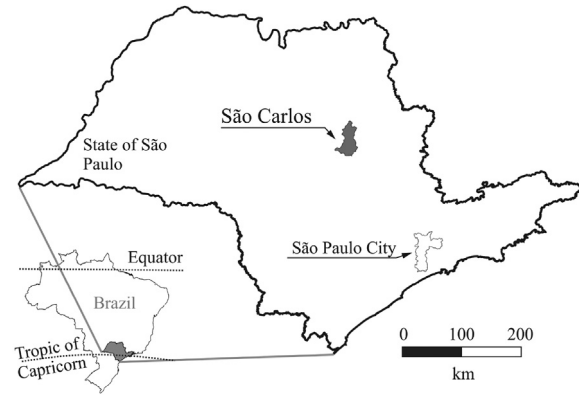 São Carlos
State of São
Paulo
São Paulo City
Equator
Brazil
Tropic of
Capricorn
0 100 200
km